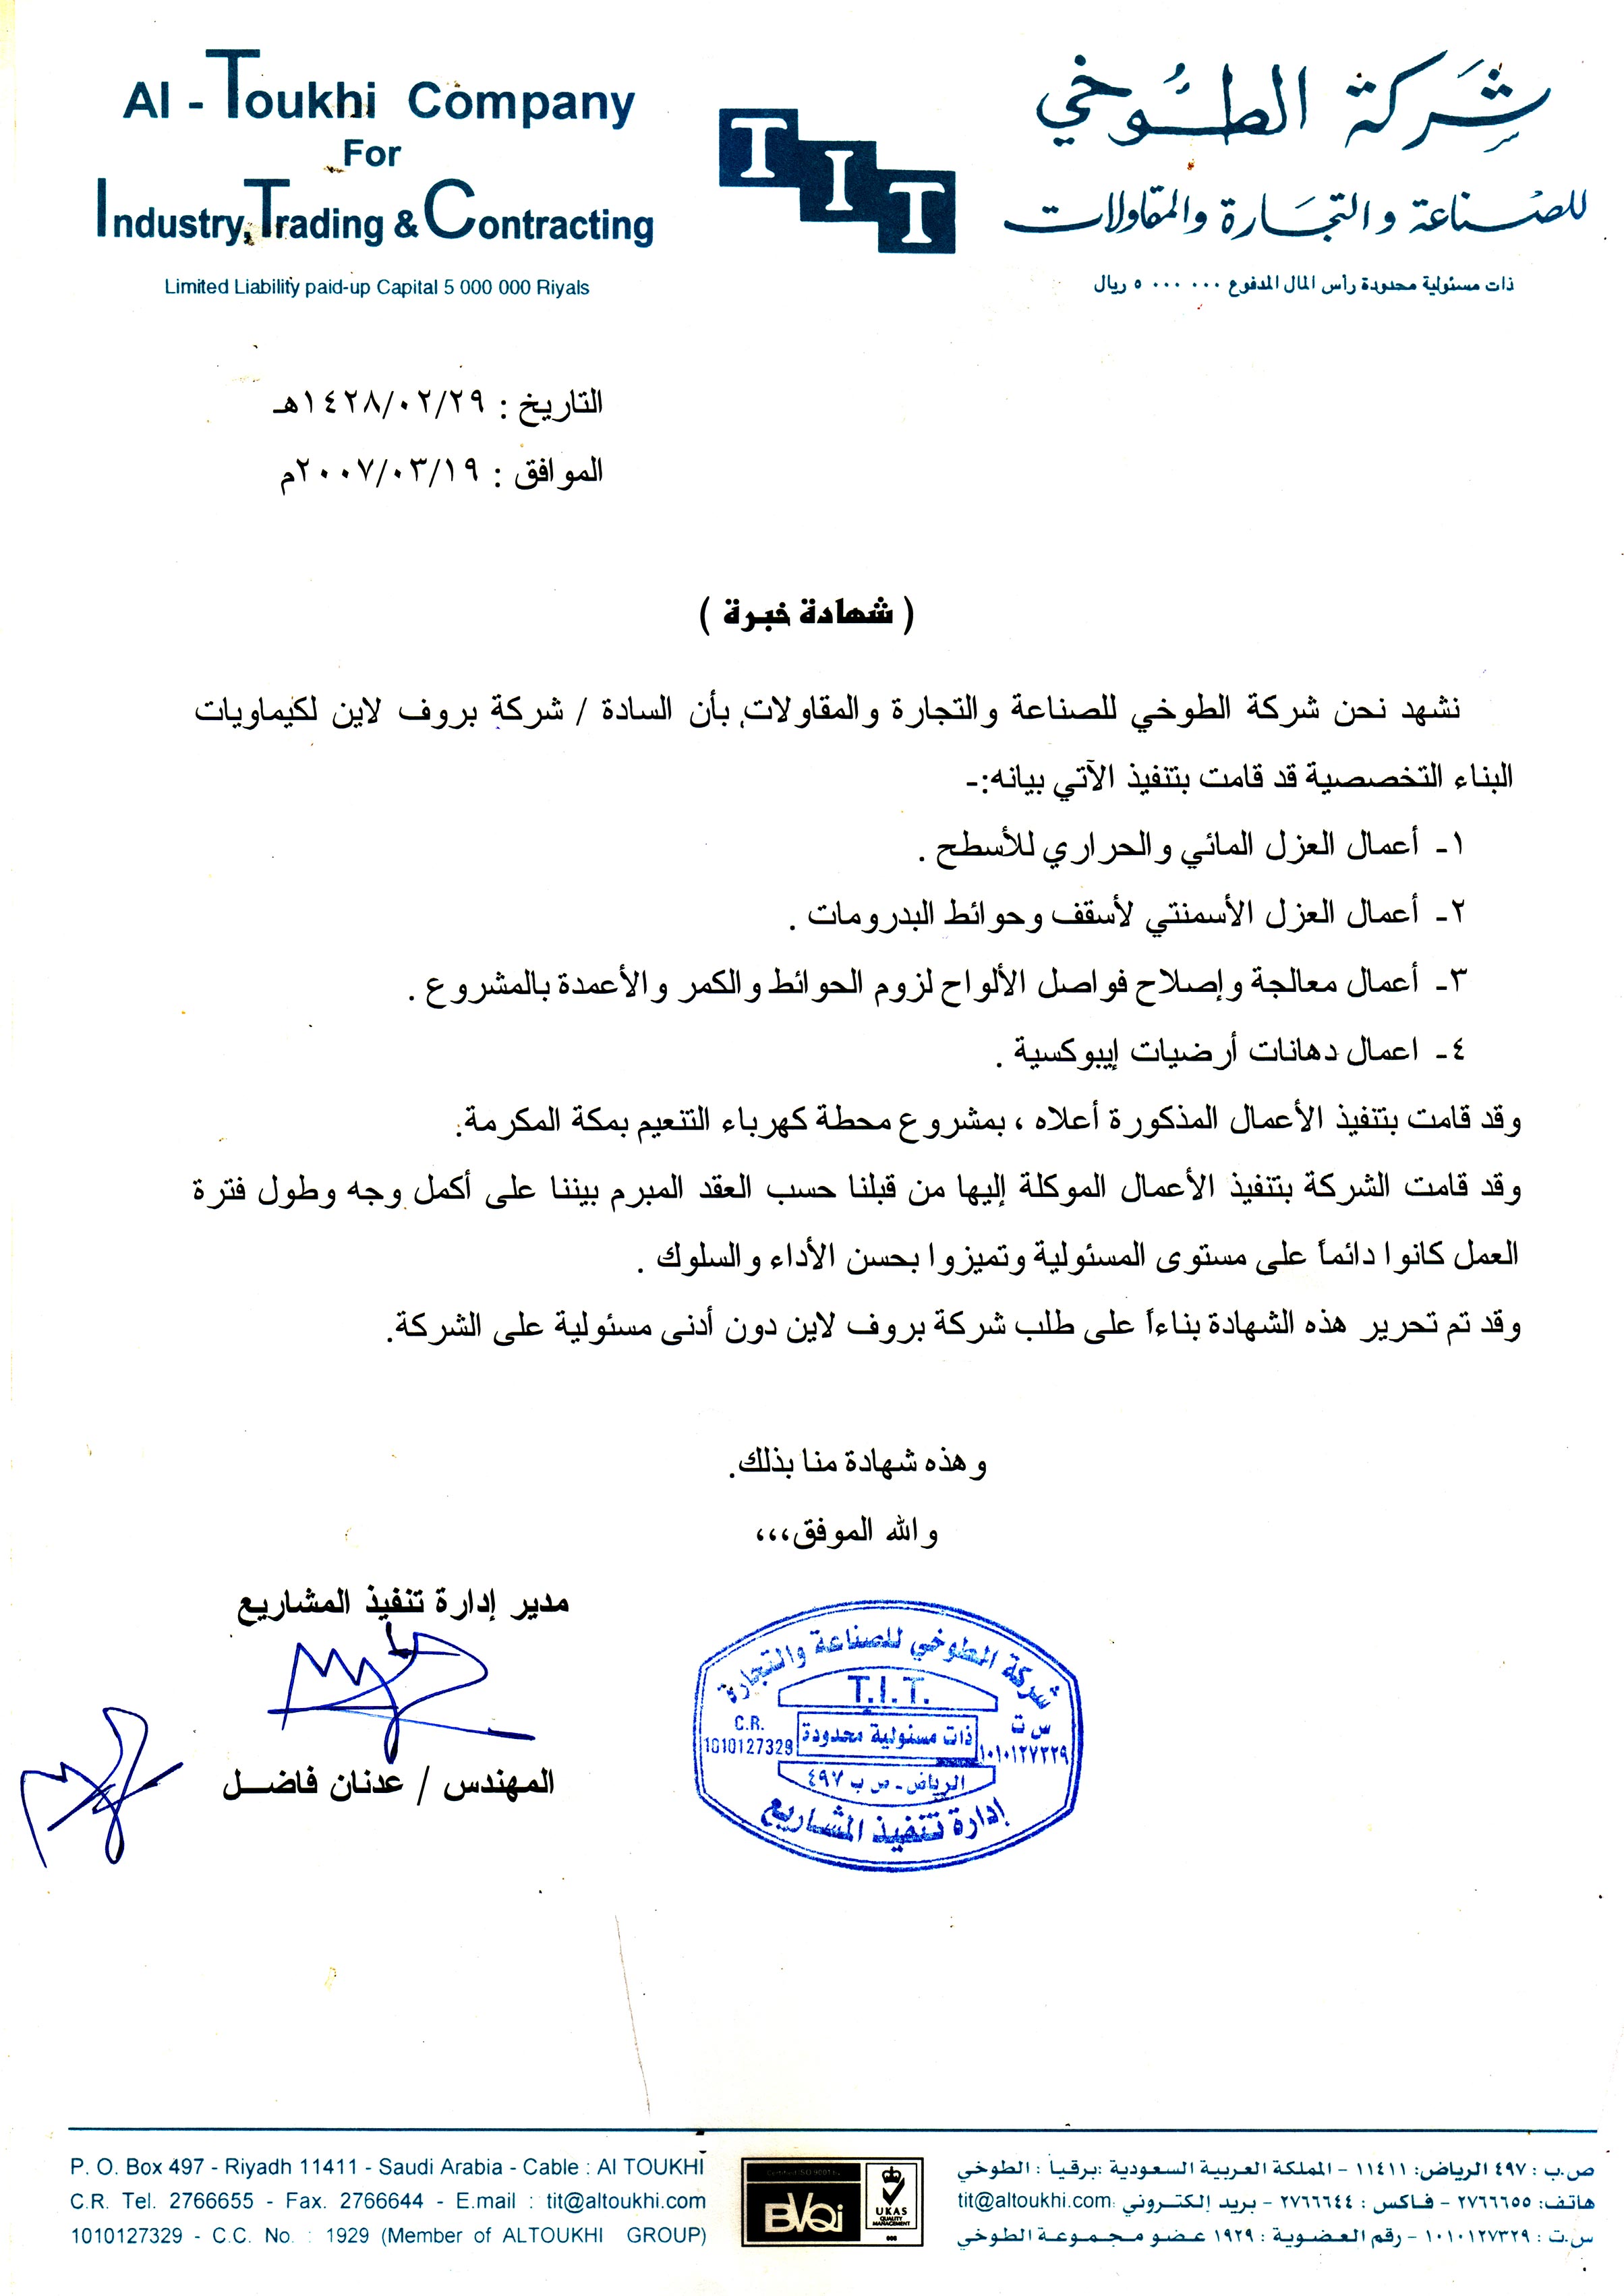 Al - Toukhi Company
For
Industry, Trading & Contracting
Limited Liability paid-up Capital 5 000 000 Riyals
TIT
شركة الطوخي
للصناعة والتجارة والمقاولات
ذات مسئولية محدودة رأس المال المدفوع ٠٠٠ ٠٠٠ ٥ ريال
التاريخ : ١٤٢٨/٠٢/٢٩هـ
الموافق : ٢٠٠٧/٠٣/١٩م
( شهادة خبرة )
نشهد نحن شركة الطوخي للصناعة والتجارة والمقاولات, بأن السادة / شركة بروف لاين لكيماويات
البناء التخصصية قد قامت بتنفيذ الآتي بيانه:-
١- أعمال العزل المائي والحراري للأسطح .
٢- أعمال العزل الأسمنتي لأسقف وحوائط البدرومات .
٣- أعمال معالجة وإصلاح فواصل الألواح لزوم الحوائط والكمر والأعمدة بالمشروع .
٤- اعمال دهانات أرضيات إيبوكسية .
وقد قامت بتنفيذ الأعمال المذكورة أعلاه ، بمشروع محطة كهرباء التنعيم بمكة المكرمة.
وقد قامت الشركة بتنفيذ الأعمال الموكلة إليها من قبلنا حسب العقد المبرم بيننا على أكمل وجه وطول فترة
العمل كانوا دائماً على مستوى المسئولية وتميزوا بحسن الأداء والسلوك .
وقد تم تحرير هذه الشهادة بناءاً على طلب شركة بروف لاين دون أدنى مسئولية على الشركة.
وهذه شهادة منا بذلك.
والله الموفق،،،
مدير إدارة تنفيذ المشاريع
المهندس / عدنان فاضـــل
شركة الطوخي للصناعة والتجارة
T.I.T.
C.R. 1010127329
ذات مسئولية محدودة
س ت ١٠١٠١٢٧٣٢٩
الرياض - ص ب ٤٩٧
إدارة تنفيذ المشاريع
P. O. Box 497 - Riyadh 11411 - Saudi Arabia - Cable : Al TOUKHI
C.R. Tel. 2766655 - Fax. 2766644 - E.mail : tit@altoukhi.com
1010127329 - C.C. No. : 1929 (Member of ALTOUKHI GROUP)
BVQi
UKAS
QUALITY
MANAGEMENT
ص.ب : ٤٩٧ الرياض: ١١٤١١ - المملكة العربية السعودية :برقياً : الطوخي
هاتف: ٢٧٦٦٦٥٥ - فاكس : ٢٧٦٦٦٤٤ - بريد إلكتروني :tit@altoukhi.com
س.ت : ١٠١٠١٢٧٣٢٩ - رقم العضوية : ١٩٢٩ عضو مجموعة الطوخي